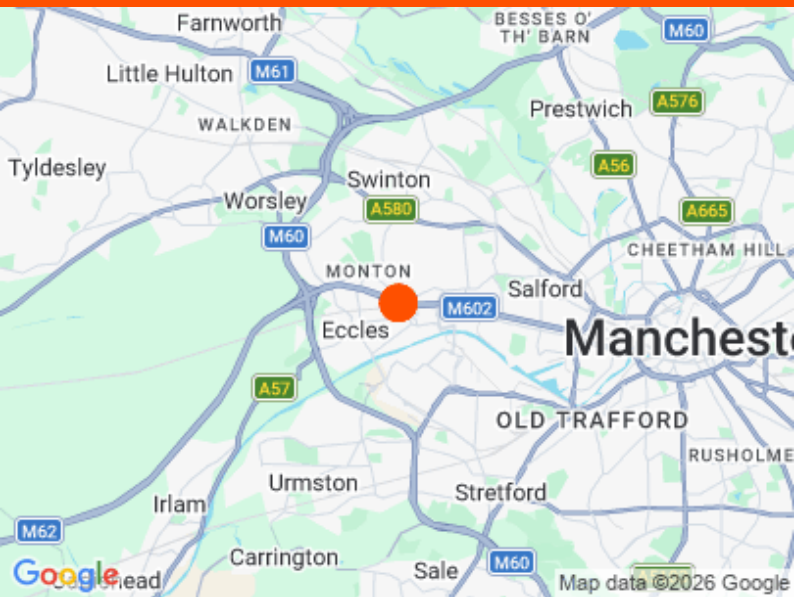 Farnworth
BESSES O'
TH' BARN
M60
Little Hulton
M61
Prestwich
A576
WALKDEN
Tyldesley
A56
Swinton
Worsley
A580
A665
M60
CHEETHAM HILL
MONTON
Salford
M602
Eccles
Manchest
A57
OLD TRAFFORD
RUSHOLME
Urmston
Stretford
Irlam
M62
Carrington
Sale
M60
Google
head
Map data ©2026 Google